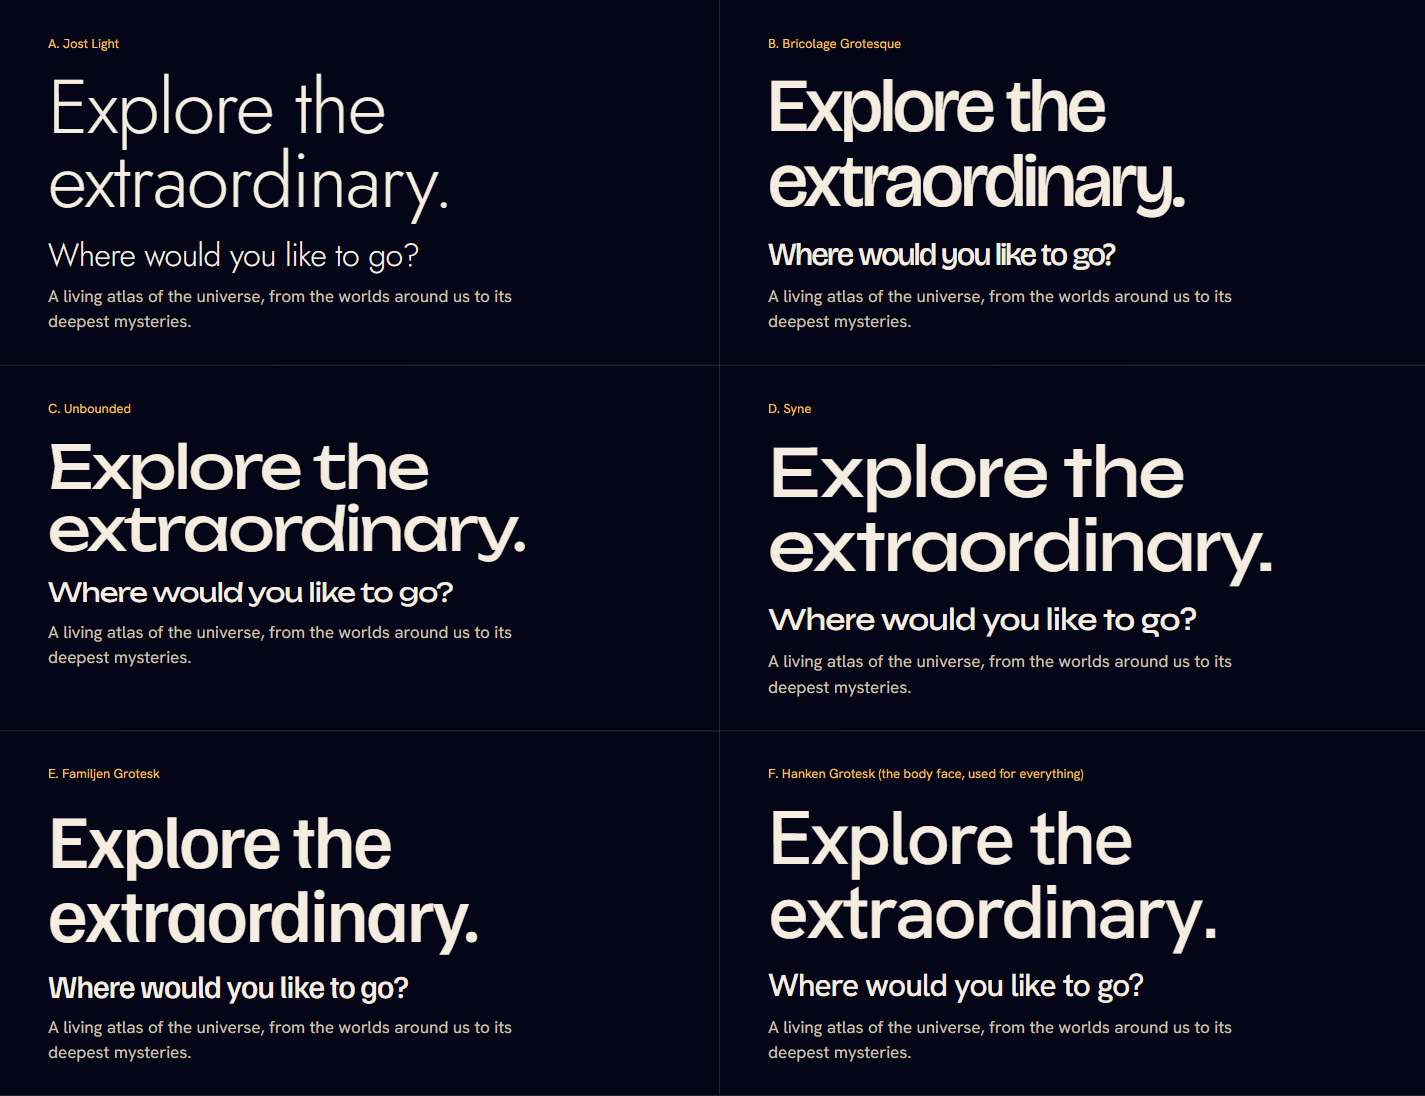 A. Jost Light
Explore the
extraordinary.
Where would you like to go?
A living atlas of the universe, from the worlds around us to its
deepest mysteries.
B. Bricolage Grotesque
Explore the
extraordinary.
Where would you like to go?
A living atlas of the universe, from the worlds around us to its
deepest mysteries.
C. Unbounded
Explore the
extraordinary.
Where would you like to go?
A living atlas of the universe, from the worlds around us to its
deepest mysteries.
D. Syne
Explore the
extraordinary.
Where would you like to go?
A living atlas of the universe, from the worlds around us to its
deepest mysteries.
E. Familjen Grotesk
Explore the
extraordinary.
Where would you like to go?
A living atlas of the universe, from the worlds around us to its
deepest mysteries.
F. Hanken Grotesk (the body face, used for everything)
Explore the
extraordinary.
Where would you like to go?
A living atlas of the universe, from the worlds around us to its
deepest mysteries.